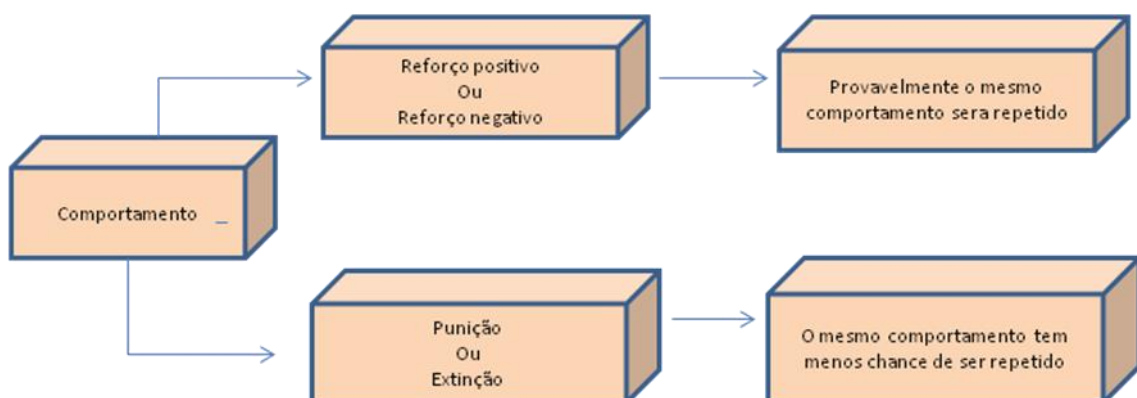 Reforço positivo
Ou
Reforço negativo
Provavelmente o mesmo
comportamento sera repetido
Comportamento _
Punição
Ou
Extinção
O mesmo comportamento tem
menos chance de ser repetido